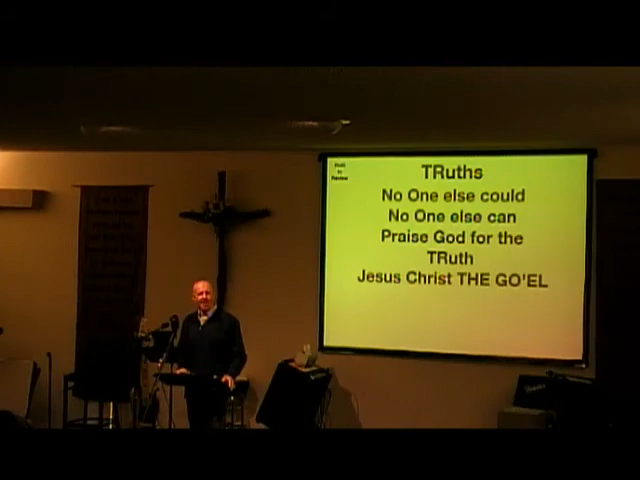 TRuths
No One else could
No One else can
Praise God for the
TRuth
Jesus Christ THE GO'EL